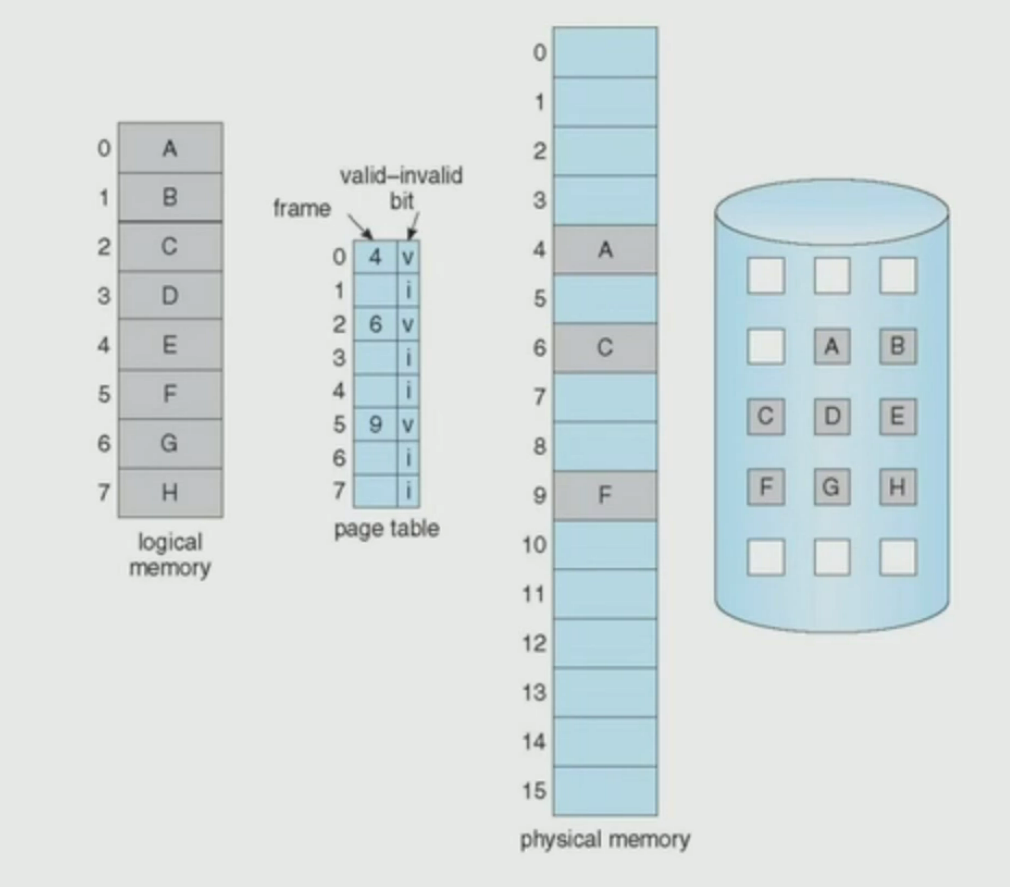 0 A
1 B
2 C
3 D
4 E
5 F
6 G
7 H
logical
memory
valid–invalid
bit
frame
0 4 v
1 i
2 6 v
3 i
4 i
5 9 v
6 i
7 i
page table
0
1
2
3
4 A
5
6 C
7
8
9 F
10
11
12
13
14
15
physical memory
A B
C D E
F G H